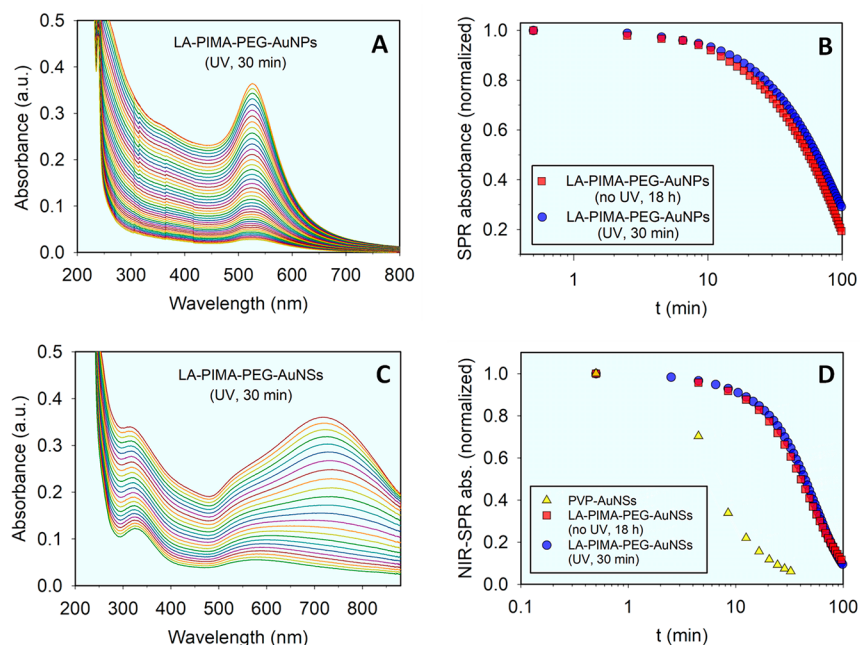 LA-PIMA-PEG-AuNPs
(UV, 30 min)
A
0.5
0.4
0.3
0.2
0.1
0.0
Absorbance (a.u.)
200 300 400 500 600 700 800
Wavelength (nm)
B
1.0
0.8
0.6
0.4
0.2
SPR absorbance (normalized)
LA-PIMA-PEG-AuNPs
(no UV, 18 h)
LA-PIMA-PEG-AuNPs
(UV, 30 min)
1 10 100
t (min)
LA-PIMA-PEG-AuNSs
(UV, 30 min)
C
0.5
0.4
0.3
0.2
0.1
0.0
Absorbance (a.u.)
200 300 400 500 600 700 800
Wavelength (nm)
D
1.0
0.8
0.6
0.4
0.2
0.0
NIR-SPR abs. (normalized)
PVP-AuNSs
LA-PIMA-PEG-AuNSs
(no UV, 18 h)
LA-PIMA-PEG-AuNSs
(UV, 30 min)
0.1 1 10 100
t (min)